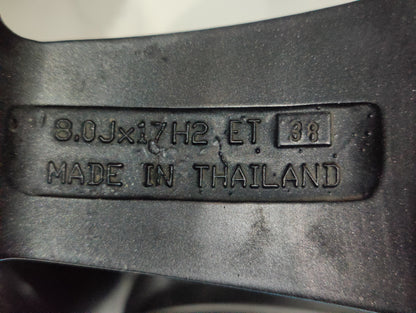 8.0Jx17H2 ET 38
MADE IN THAILAND